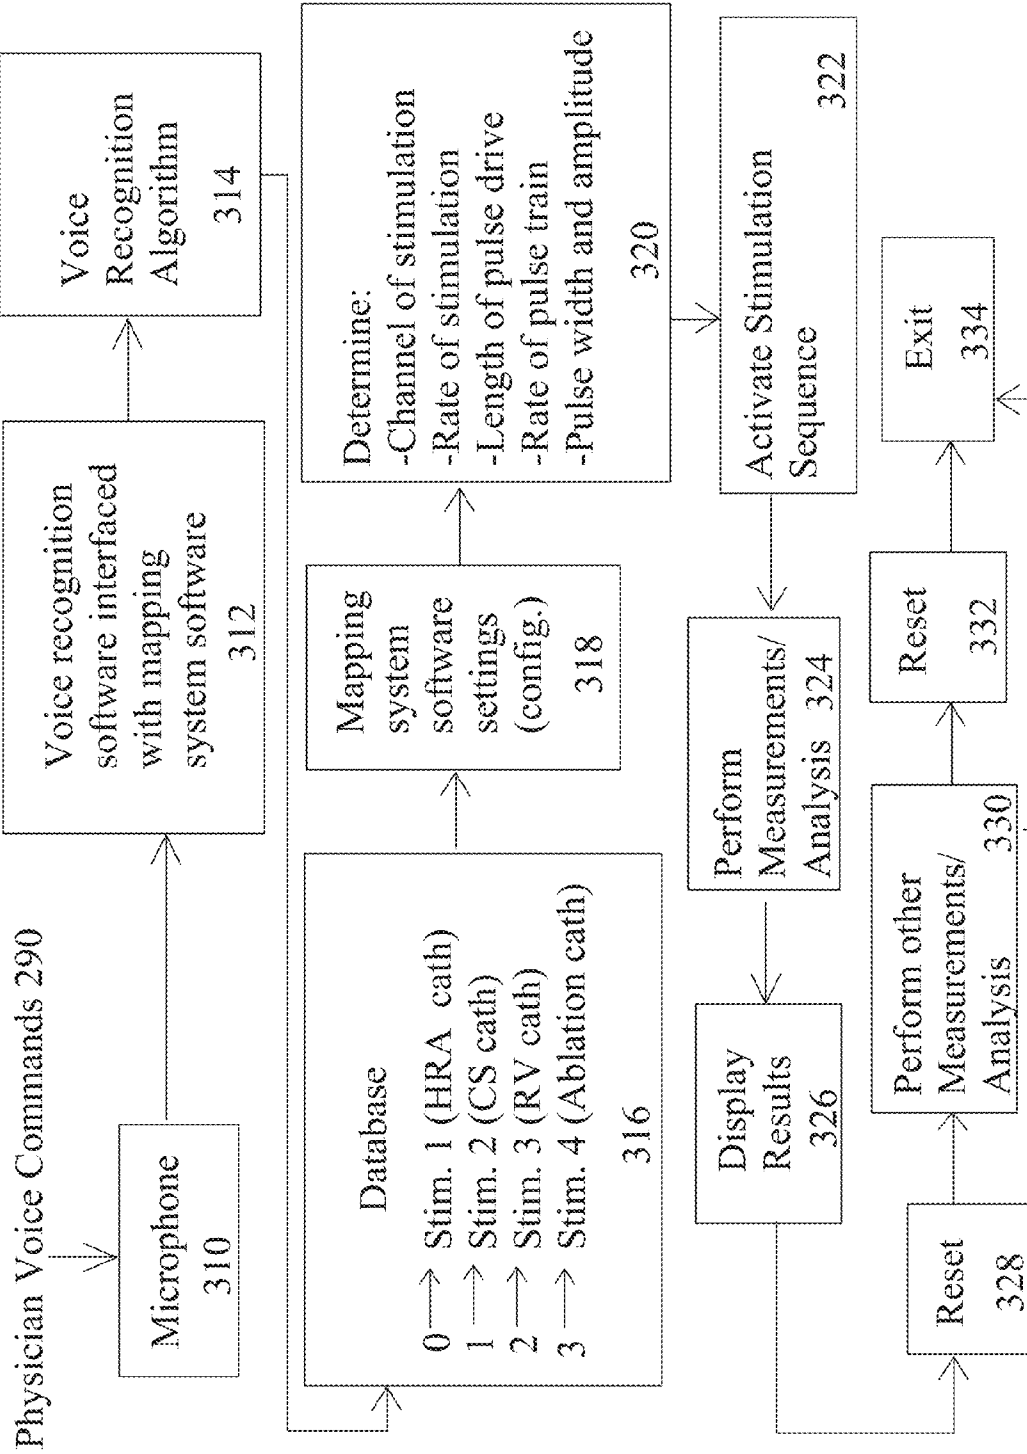 Physician Voice Commands 290
Microphone
310
Voice recognition
software interfaced
with mapping
system software
312
Voice
Recognition
Algorithm
314
Database
0 → Stim. 1 (HRA cath)
1 → Stim. 2 (CS cath)
2 → Stim. 3 (RV cath)
3 → Stim. 4 (Ablation cath)
316
Mapping
system
software
settings
(config.)
318
Determine:
-Channel of stimulation
-Rate of stimulation
-Length of pulse drive
-Rate of pulse train
-Pulse width and amplitude
320
Activate Stimulation
Sequence
322
Perform
Measurements/
Analysis 324
Display
Results
326
Reset
328
Perform other
Measurements/
Analysis 330
Reset
332
Exit
334